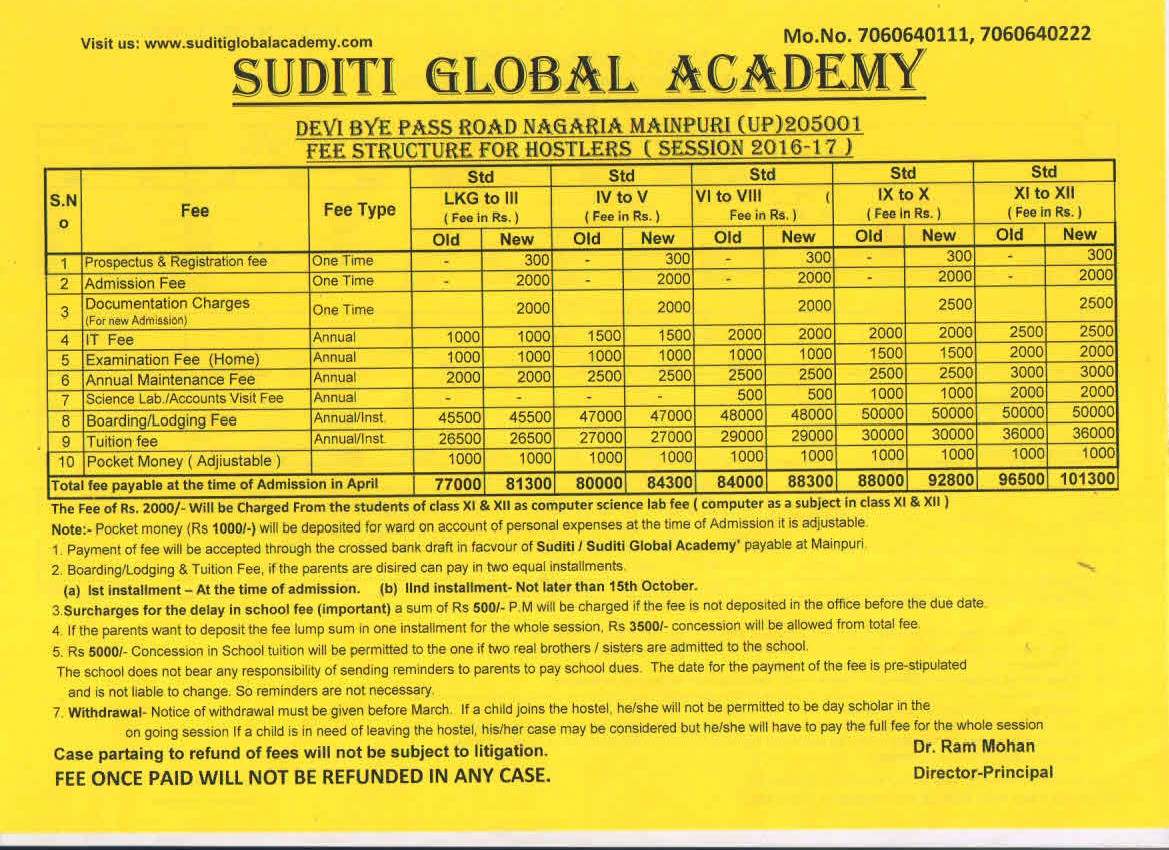 Visit us: www.suditiglobalacademy.com
Mo.No. 7060640111, 7060640222
SUDITI GLOBAL ACADEMY
DEVI BYE PASS ROAD NAGARIA MAINPURI (UP)205001
FEE STRUCTURE FOR HOSTLERS ( SESSION 2016-17 )
S.No Fee Fee Type Std LKG to III ( Fee in Rs. ) Std IV to V ( Fee in Rs. ) Std VI to VIII ( Fee in Rs. ) Std IX to X ( Fee in Rs. ) Std XI to XII ( Fee in Rs. )
Old New Old New Old New Old New Old New
1 Prospectus & Registration fee One Time - 300 - 300 - 300 - 300 - 300
2 Admission Fee One Time - 2000 - 2000 - 2000 - 2000 - 2000
3 Documentation Charges (For new Admission) One Time 2000 2000 2000 2500 2500
4 IT Fee Annual 1000 1000 1500 1500 2000 2000 2000 2000 2500 2500
5 Examination Fee (Home) Annual 1000 1000 1000 1000 1000 1000 1500 1500 2000 2000
6 Annual Maintenance Fee Annual 2000 2000 2500 2500 2500 2500 2500 2500 3000 3000
7 Science Lab./Accounts Visit Fee Annual - - - - 500 500 1000 1000 2000 2000
8 Boarding/Lodging Fee Annual/Inst. 45500 45500 47000 47000 48000 48000 50000 50000 50000 50000
9 Tuition fee Annual/Inst. 26500 26500 27000 27000 29000 29000 30000 30000 36000 36000
10 Pocket Money ( Adjiustable ) 1000 1000 1000 1000 1000 1000 1000 1000 1000 1000
Total fee payable at the time of Admission in April 77000 81300 80000 84300 84000 88300 88000 92800 96500 101300
The Fee of Rs. 2000/- Will be Charged From the students of class XI & XII as computer science lab fee ( computer as a subject in class XI & XII )
Note:- Pocket money (Rs 1000/-) will be deposited for ward on account of personal expenses at the time of Admission it is adjustable.
1. Payment of fee will be accepted through the crossed bank draft in facvour of Suditi / Suditi Global Academy' payable at Mainpuri.
2. Boarding/Lodging & Tuition Fee, if the parents are disired can pay in two equal installments.
(a) Ist installment – At the time of admission. (b) IInd installment- Not later than 15th October.
3.Surcharges for the delay in school fee (important) a sum of Rs 500/- P.M will be charged if the fee is not deposited in the office before the due date.
4. If the parents want to deposit the fee lump sum in one installment for the whole session, Rs 3500/- concession will be allowed from total fee.
5. Rs 5000/- Concession in School tuition will be permitted to the one if two real brothers / sisters are admitted to the school.
The school does not bear any responsibility of sending reminders to parents to pay school dues. The date for the payment of the fee is pre-stipulated
and is not liable to change. So reminders are not necessary.
7. Withdrawal- Notice of withdrawal must be given before March. If a child joins the hostel, he/she will not be permitted to be day scholar in the
on going session If a child is in need of leaving the hostel, his/her case may be considered but he/she will have to pay the full fee for the whole session
Case partaing to refund of fees will not be subject to litigation.
Dr. Ram Mohan
FEE ONCE PAID WILL NOT BE REFUNDED IN ANY CASE.
Director-Principal